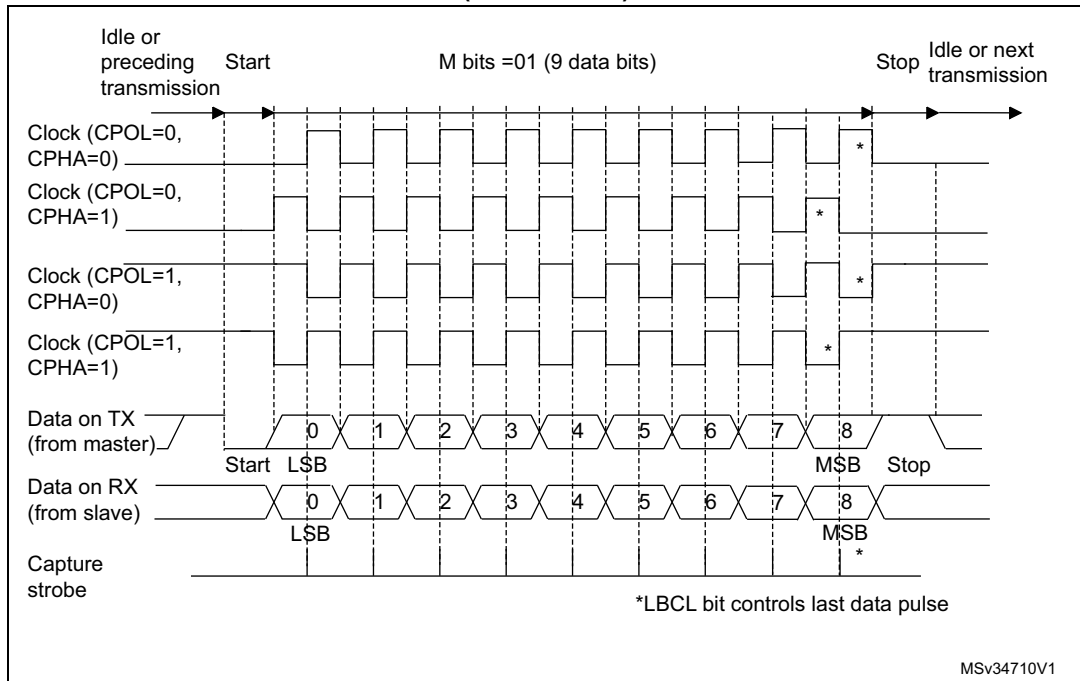 Idle or
preceding
transmission
Start
M bits =01 (9 data bits)
Stop
Idle or next
transmission
Clock (CPOL=0,
CPHA=0)
*
Clock (CPOL=0,
CPHA=1)
*
Clock (CPOL=1,
CPHA=0)
*
Clock (CPOL=1,
CPHA=1)
*
Data on TX
(from master)
0 1 2 3 4 5 6 7 8
Start LSB MSB Stop
Data on RX
(from slave)
0 1 2 3 4 5 6 7 8
LSB MSB
Capture
strobe
*
*LBCL bit controls last data pulse
MSv34710V1